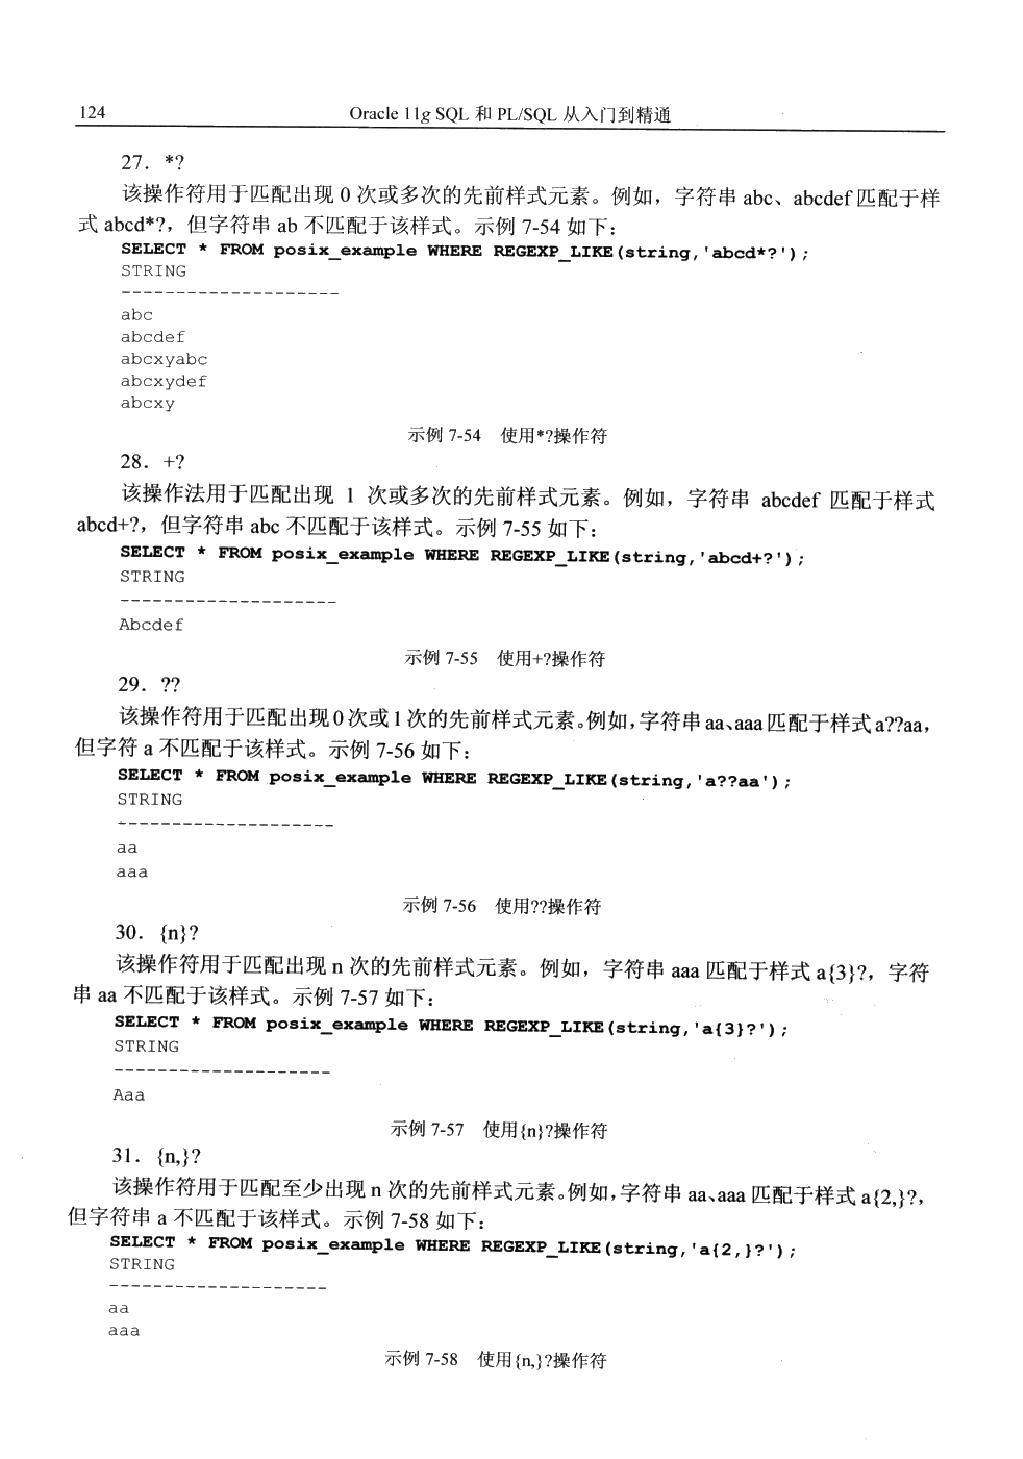 124
Oracle 11g SQL 和 PL/SQL 从入门到精通
27．*?
该操作符用于匹配出现 0 次或多次的先前样式元素。例如，字符串 abc、abcdef 匹配于样
式 abcd*?，但字符串 ab 不匹配于该样式。示例 7-54 如下：
SELECT * FROM posix_example WHERE REGEXP_LIKE(string,'abcd*?');
STRING
--------------------
abc
abcdef
abcxyabc
abcxydef
abcxy
示例 7-54 使用*?操作符
28．+?
该操作法用于匹配出现 1 次或多次的先前样式元素。例如，字符串 abcdef 匹配于样式
abcd+?，但字符串 abc 不匹配于该样式。示例 7-55 如下：
SELECT * FROM posix_example WHERE REGEXP_LIKE(string,'abcd+?');
STRING
--------------------
Abcdef
示例 7-55 使用+?操作符
29．??
该操作符用于匹配出现0次或1次的先前样式元素。例如，字符串aa、aaa匹配于样式a??aa，
但字符 a 不匹配于该样式。示例 7-56 如下：
SELECT * FROM posix_example WHERE REGEXP_LIKE(string,'a??aa');
STRING
--------------------
aa
aaa
示例 7-56 使用??操作符
30．{n}?
该操作符用于匹配出现 n 次的先前样式元素。例如，字符串 aaa 匹配于样式 a{3}?，字符
串 aa 不匹配于该样式。示例 7-57 如下：
SELECT * FROM posix_example WHERE REGEXP_LIKE(string,'a{3}?');
STRING
--------------------
Aaa
示例 7-57 使用{n}?操作符
31．{n,}?
该操作符用于匹配至少出现 n 次的先前样式元素。例如，字符串 aa、aaa 匹配于样式 a{2,}?，
但字符串 a 不匹配于该样式。示例 7-58 如下：
SELECT * FROM posix_example WHERE REGEXP_LIKE(string,'a{2,}?');
STRING
--------------------
aa
aaa
示例 7-58 使用{n,}?操作符